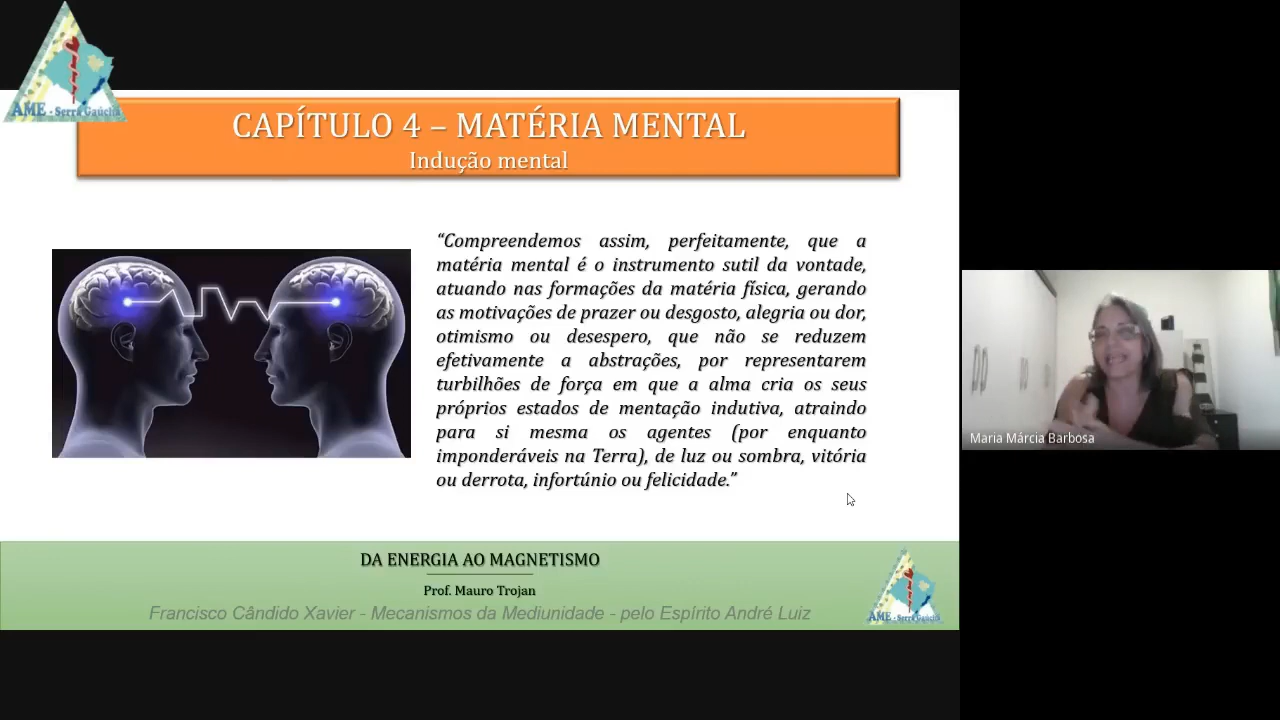 AME - Serra Gaúcha
CAPÍTULO 4 – MATÉRIA MENTAL
Indução mental
“Compreendemos assim, perfeitamente, que a
matéria mental é o instrumento sutil da vontade,
atuando nas formações da matéria física, gerando
as motivações de prazer ou desgosto, alegria ou dor,
otimismo ou desespero, que não se reduzem
efetivamente a abstrações, por representarem
turbilhões de força em que a alma cria os seus
próprios estados de mentação indutiva, atraindo
para si mesma os agentes (por enquanto
imponderáveis na Terra), de luz ou sombra, vitória
ou derrota, infortúnio ou felicidade.”
Maria Márcia Barbosa
DA ENERGIA AO MAGNETISMO
Prof. Mauro Trojan
Francisco Cândido Xavier - Mecanismos da Mediunidade - pelo Espírito André Luiz
AME - Serra Gaúcha